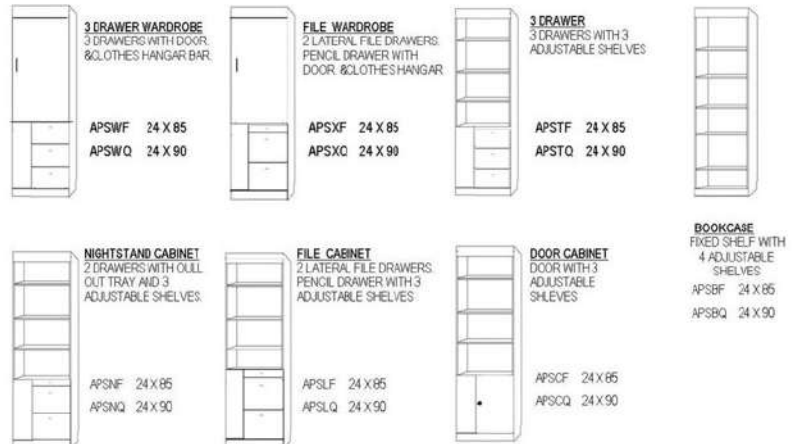 3 DRAWER WARDROBE
3 DRAWERS WITH DOOR.
&CLOTHES HANGAR BAR.
APSWF 24 X 85
APSWQ 24 X 90
FILE WARDROBE
2 LATERAL FILE DRAWERS.
PENCIL DRAWER WITH
DOOR. &CLOTHES HANGAR
APSXF 24 X 85
APSXQ 24 X 90
3 DRAWER
3 DRAWERS WITH 3
ADJUSTABLE SHELVES
APSTF 24 X 85
APSTQ 24 X 90
BOOKCASE
FIXED SHELF WITH
4 ADJUSTABLE
SHELVES
APSBF 24 X 85
APSBQ 24 X 90
NIGHTSTAND CABINET
2 DRAWERS WITH OULL
OUT TRAY AND 3
ADJUSTABLE SHELVES.
APSNF 24 X 85
APSNQ 24 X 90
FILE CABINET
2 LATERAL FILE DRAWERS.
PENCIL DRAWER WITH 3
ADJUSTABLE SHELVES
APSLF 24 X 85
APSLQ 24 X 90
DOOR CABINET
DOOR WITH 3
ADJUSTABLE
SHLEVES
APSCF 24 X 85
APSCQ 24 X 90